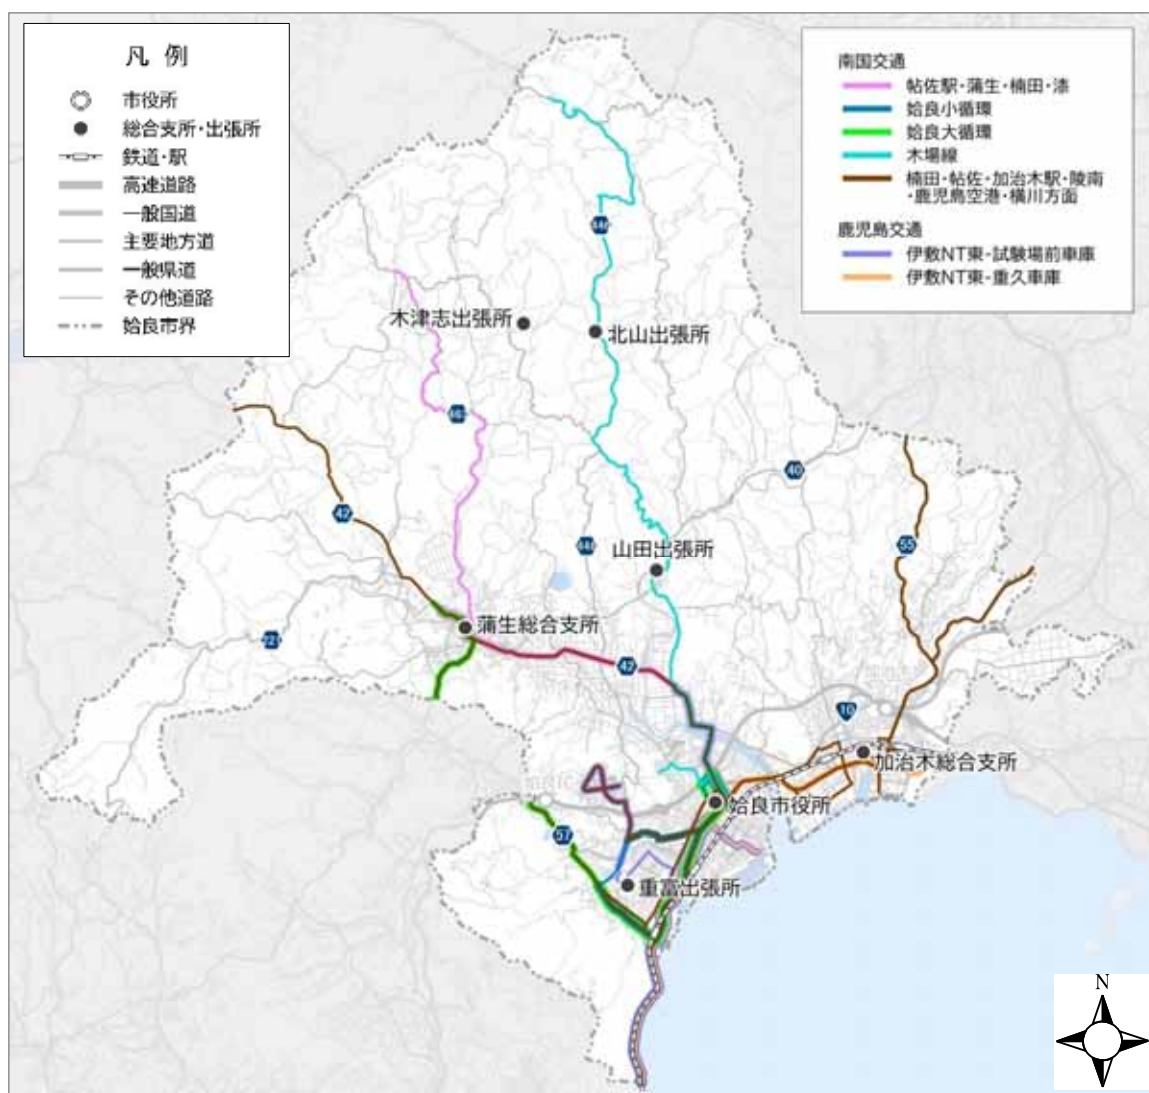 凡 例
市役所
総合支所・出張所
鉄道・駅
高速道路
一般国道
主要地方道
一般県道
その他道路
姶良市界
南国交通
帖佐駅・蒲生・楠田・漆
姶良小循環
姶良大循環
木場線
楠田・帖佐・加治木駅・陵南
・鹿児島空港・横川方面
鹿児島交通
伊敷NT東-試験場前車庫
伊敷NT東-重久車庫
446
木津志出張所
北山出張所
463
40
42
55
446
山田出張所
蒲生総合支所
42
10
加治木総合支所
姶良市役所
57
重富出張所
N